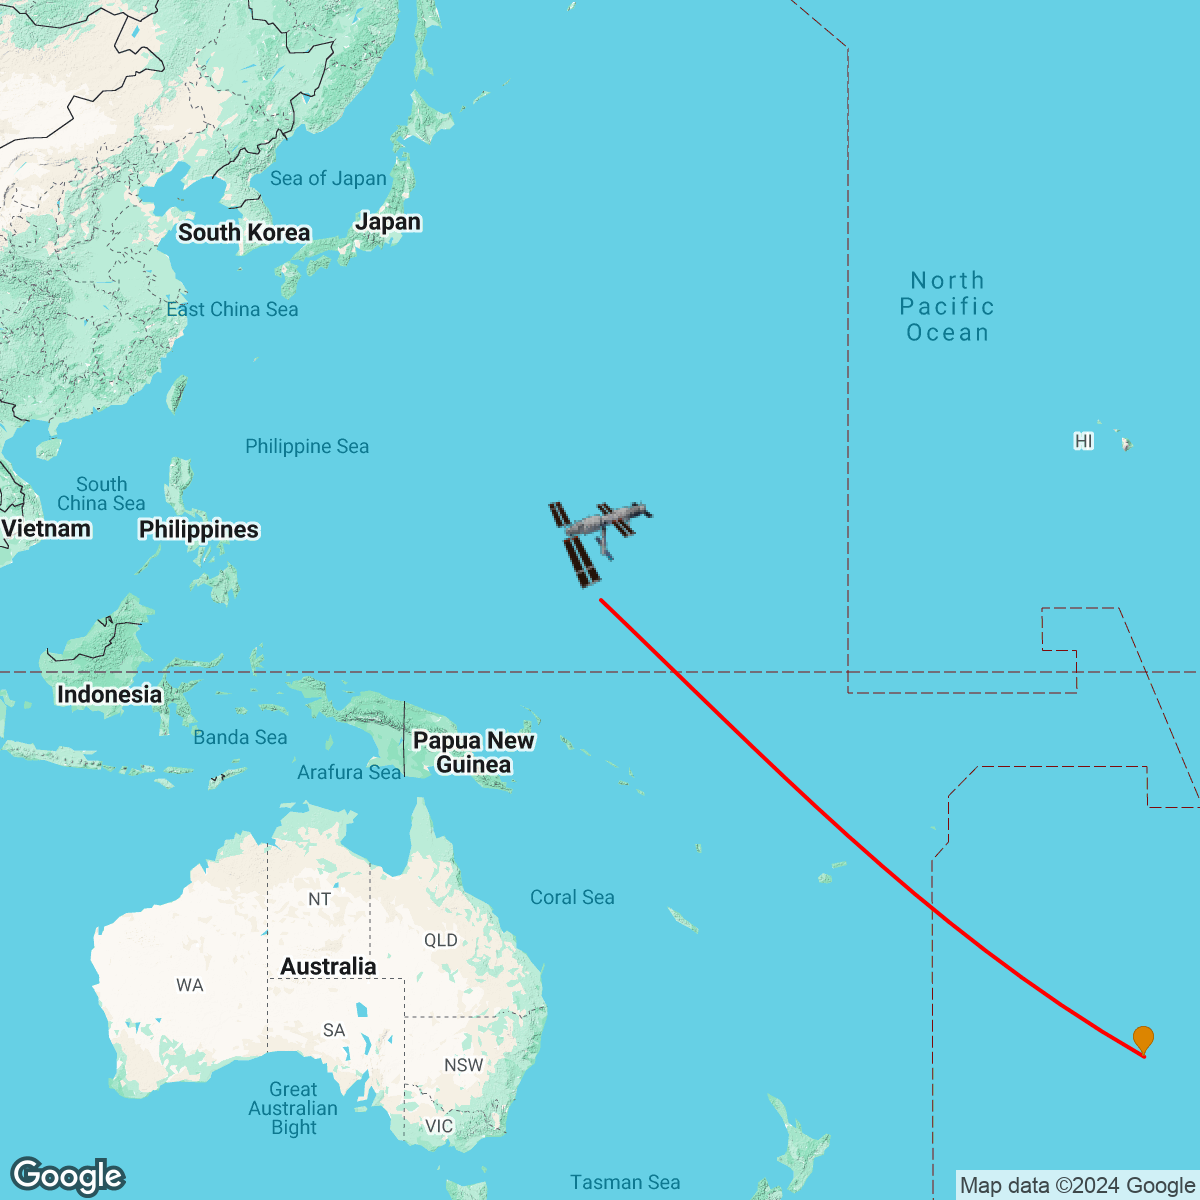 Sea of Japan
Japan
South Korea
North
Pacific
Ocean
East China Sea
HI
Philippine Sea
South
China Sea
Vietnam
Philippines
Indonesia
Banda Sea
Papua New
Guinea
Arafura Sea
NT
Coral Sea
QLD
Australia
WA
SA
NSW
Great
Australian
Bight
VIC
Google
Tasman Sea
Map data ©2024 Google